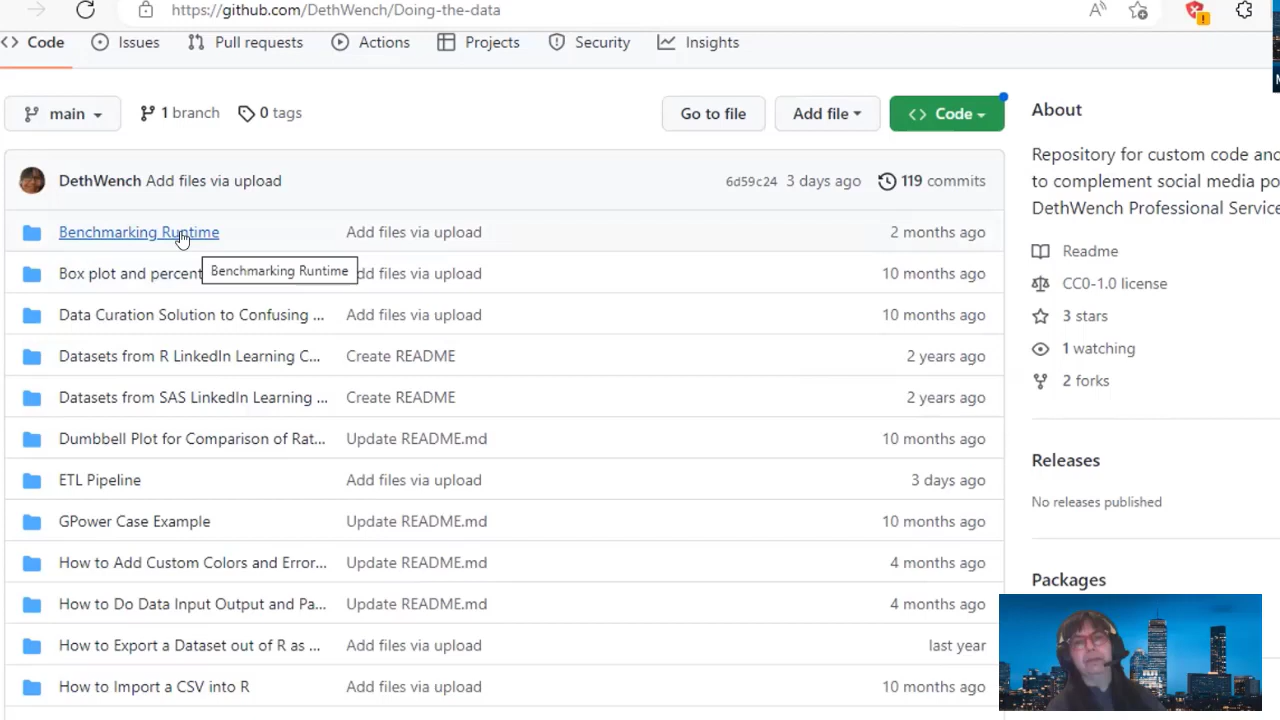 https://github.com/DethWench/Doing-the-data
Code Issues Pull requests Actions Projects Security Insights
main 1 branch 0 tags Go to file Add file Code
DethWench Add files via upload 6d59c24 3 days ago 119 commits
Benchmarking Runtime Add files via upload 2 months ago
Box plot and percent dd files via upload 10 months ago
Benchmarking Runtime
Data Curation Solution to Confusing ... Add files via upload 10 months ago
Datasets from R LinkedIn Learning C... Create README 2 years ago
Datasets from SAS LinkedIn Learning ... Create README 2 years ago
Dumbbell Plot for Comparison of Rat... Update README.md 10 months ago
ETL Pipeline Add files via upload 3 days ago
GPower Case Example Update README.md 10 months ago
How to Add Custom Colors and Error... Update README.md 4 months ago
How to Do Data Input Output and Pa... Update README.md 4 months ago
How to Export a Dataset out of R as ... Add files via upload last year
How to Import a CSV into R Add files via upload 10 months ago
About
Repository for custom code and
to complement social media po
DethWench Professional Service
Readme
CC0-1.0 license
3 stars
1 watching
2 forks
Releases
No releases published
Packages